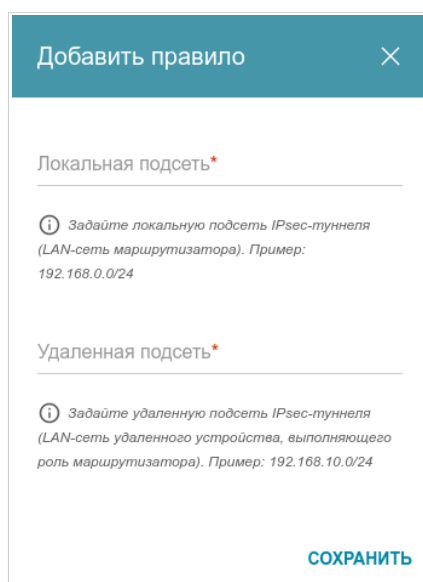 Добавить правило
Локальная подсеть*
Задайте локальную подсеть IPsec-туннеля
(LAN-сеть маршрутизатора). Пример:
192.168.0.0/24
Удаленная подсеть*
Задайте удаленную подсеть IPsec-туннеля
(LAN-сеть удаленного устройства, выполняющего
роль маршрутизатора). Пример: 192.168.10.0/24
СОХРАНИТЬ